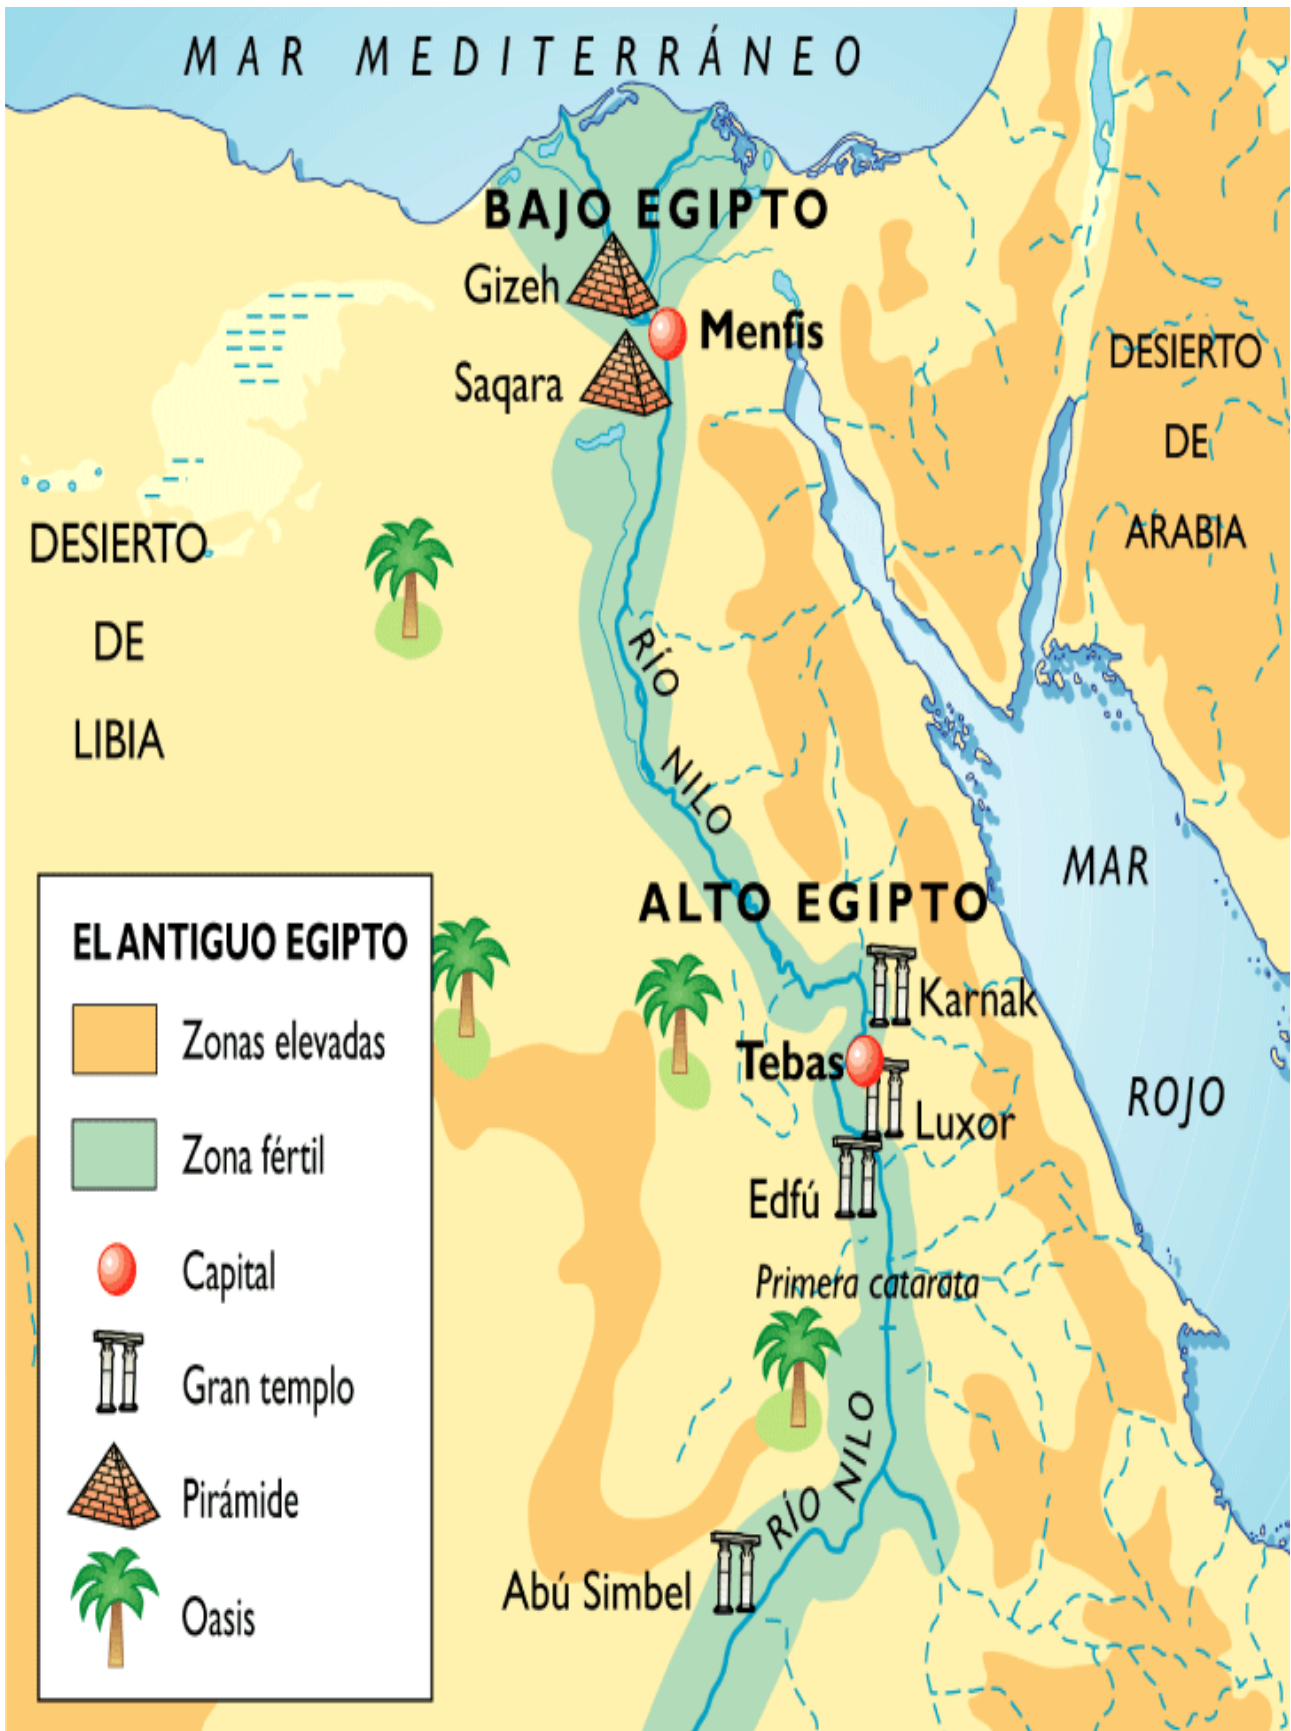 MAR MEDITERRÁNEO
BAJO EGIPTO
Gizeh
Menfis
Saqara
DESIERTO
DE
ARABIA
DESIERTO
DE
LIBIA
RÍO
NILO
MAR
ROJO
ALTO EGIPTO
Karnak
Tebas
Luxor
Edfú
Primera catarata
RÍO NILO
Abú Simbel
EL ANTIGUO EGIPTO
Zonas elevadas
Zona fértil
Capital
Gran templo
Pirámide
Oasis